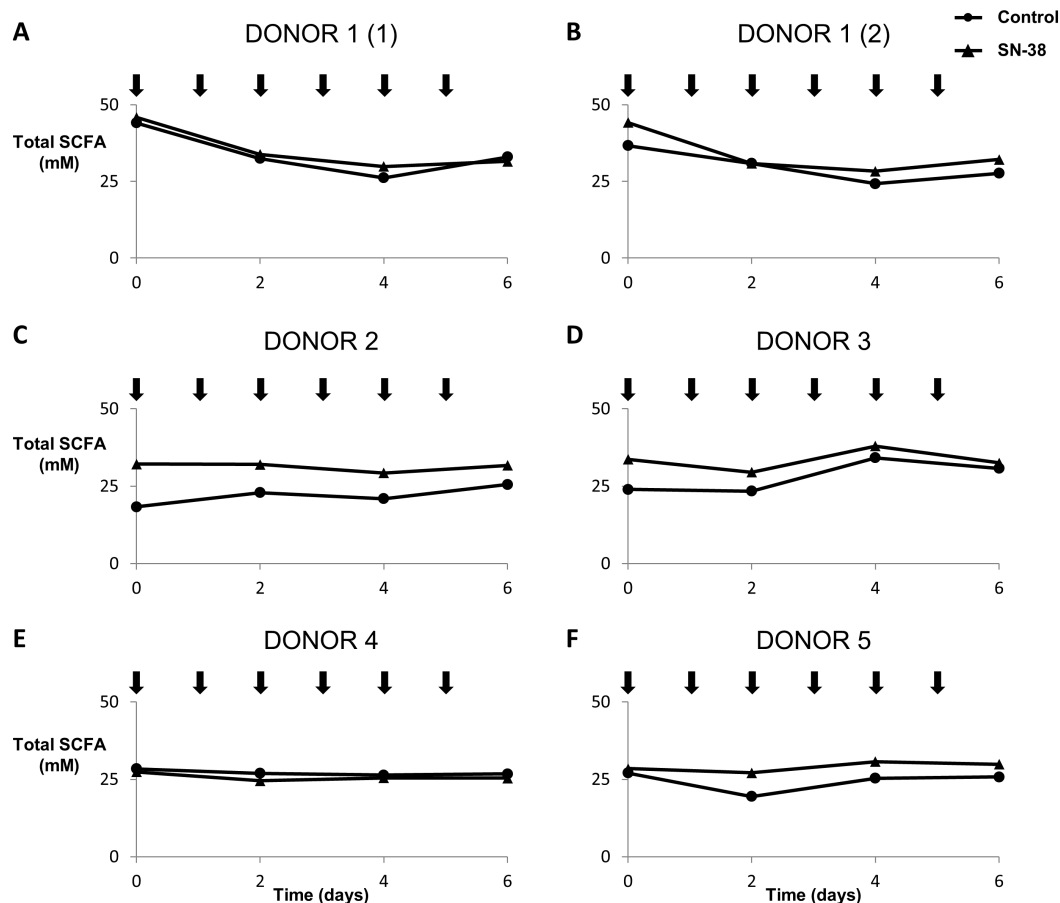 Control
SN-38
A DONOR 1 (1)
B DONOR 1 (2)
Total SCFA
(mM)
50
25
0
0 2 4 6
50
25
0
0 2 4 6
C DONOR 2
D DONOR 3
Total SCFA
(mM)
50
25
0
0 2 4 6
50
25
0
0 2 4 6
E DONOR 4
F DONOR 5
Total SCFA
(mM)
50
25
0
0 2 4 6
Time (days)
50
25
0
0 2 4 6
Time (days)